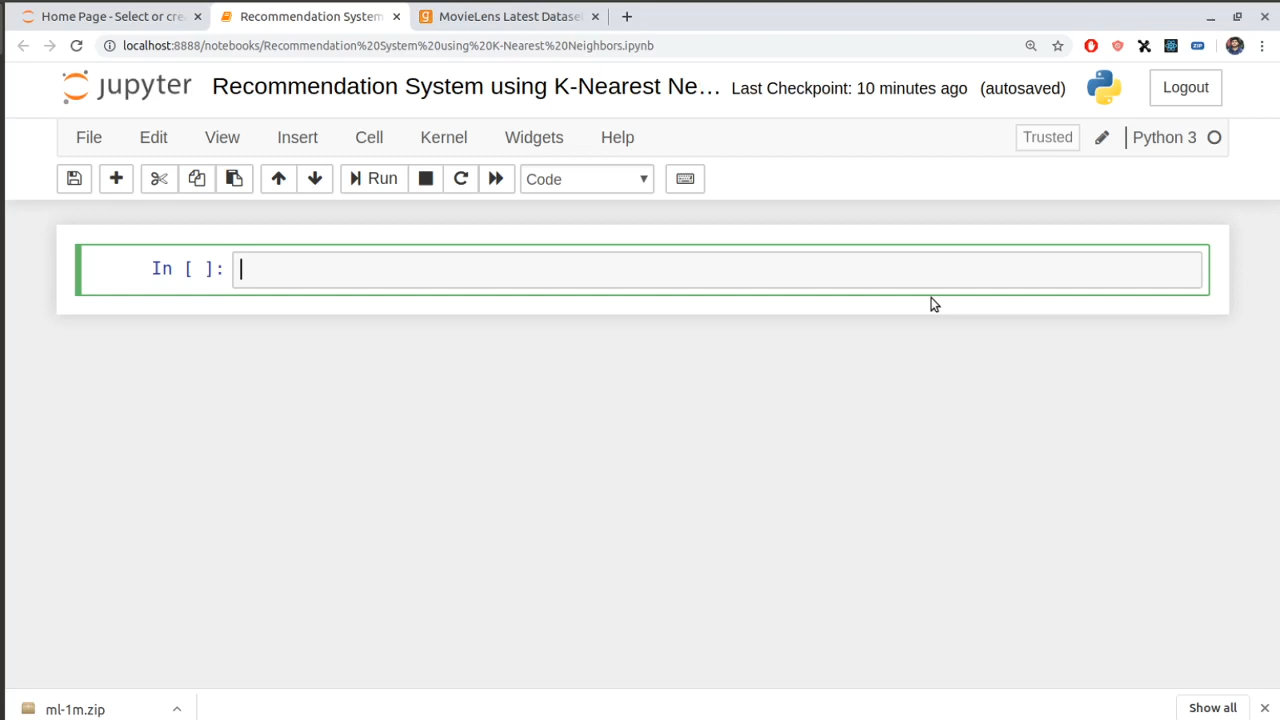 Home Page - Select or cre
Recommendation System
MovieLens Latest Datase
localhost:8888/notebooks/Recommendation%20System%20using%20K-Nearest%20Neighbors.ipynb
ZIP
jupyter
Recommendation System using K-Nearest Ne...
Last Checkpoint: 10 minutes ago (autosaved)
Logout
File Edit View Insert Cell Kernel Widgets Help
Trusted
Python 3
Run
Code
In [ ]:
ml-1m.zip
Show all